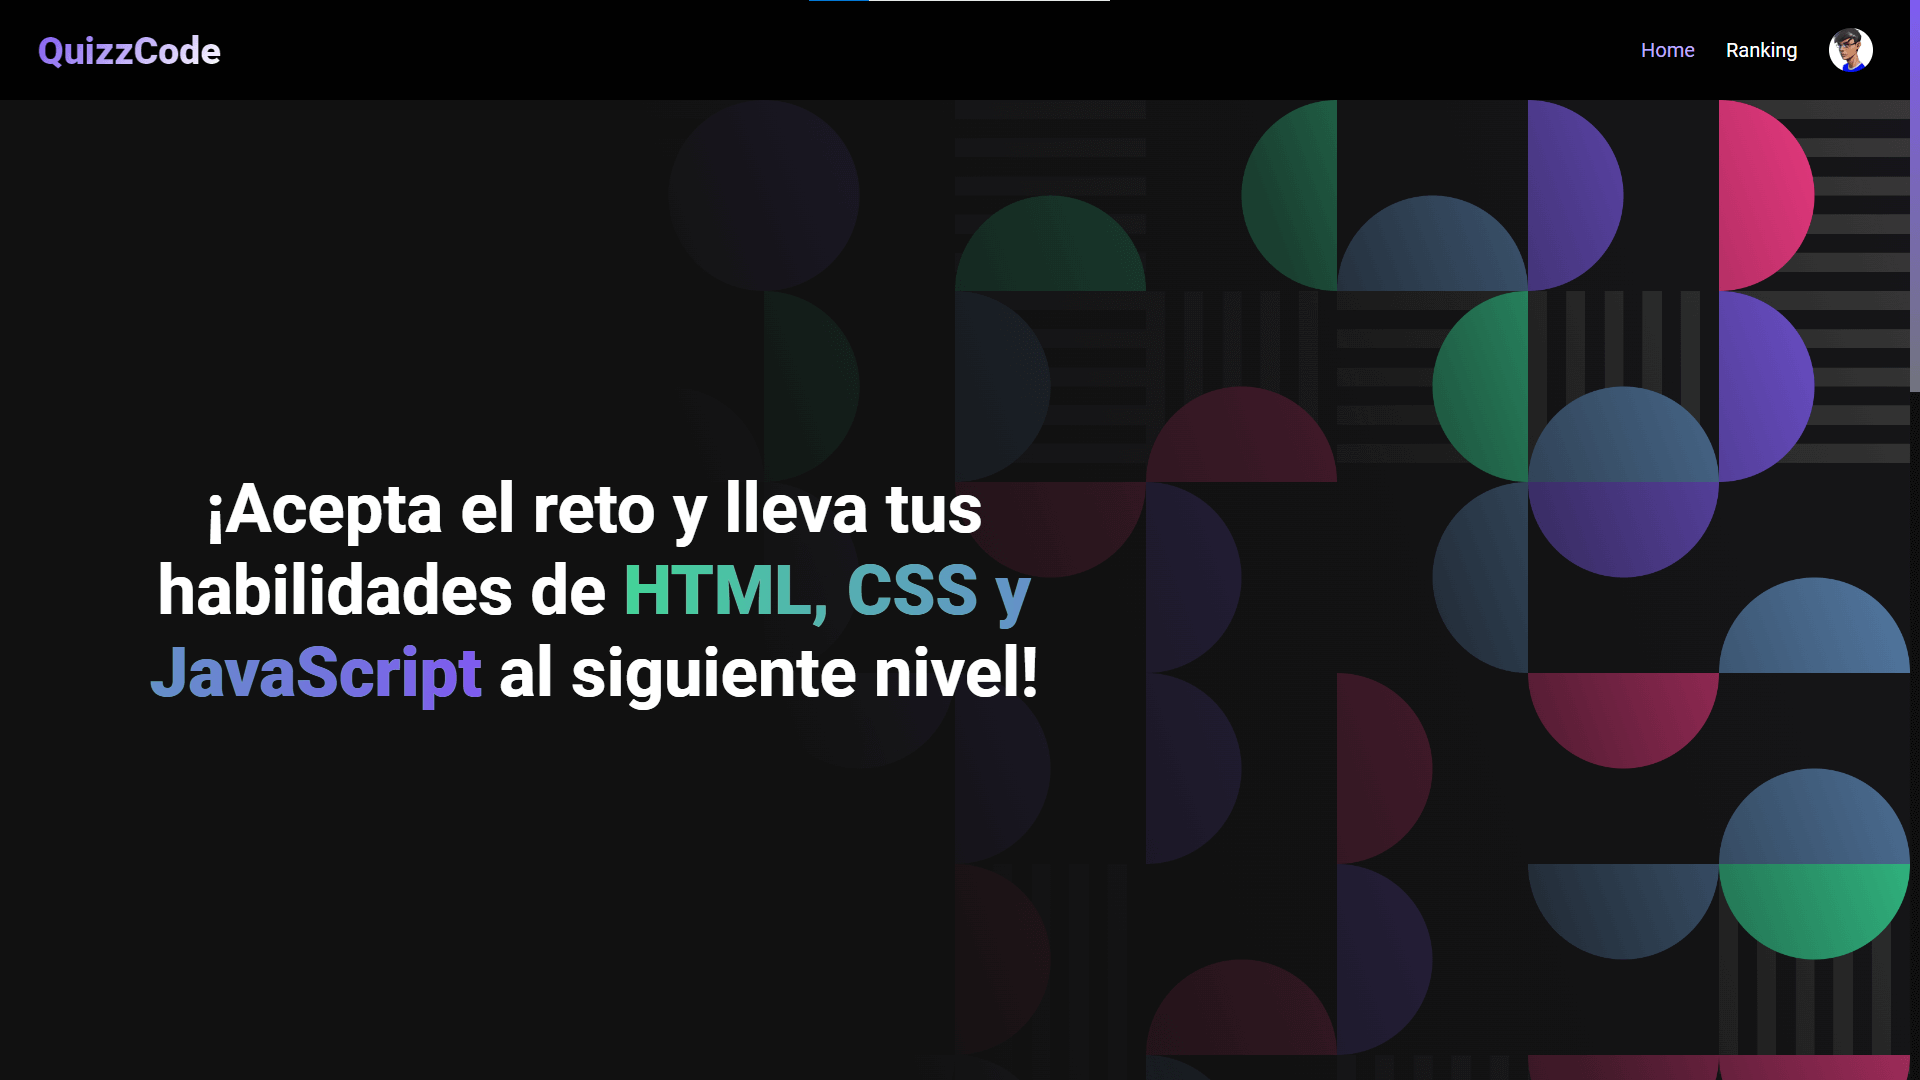 QuizzCode
Home
Ranking
¡Acepta el reto y lleva tus
habilidades de HTML, CSS y
JavaScript al siguiente nivel!